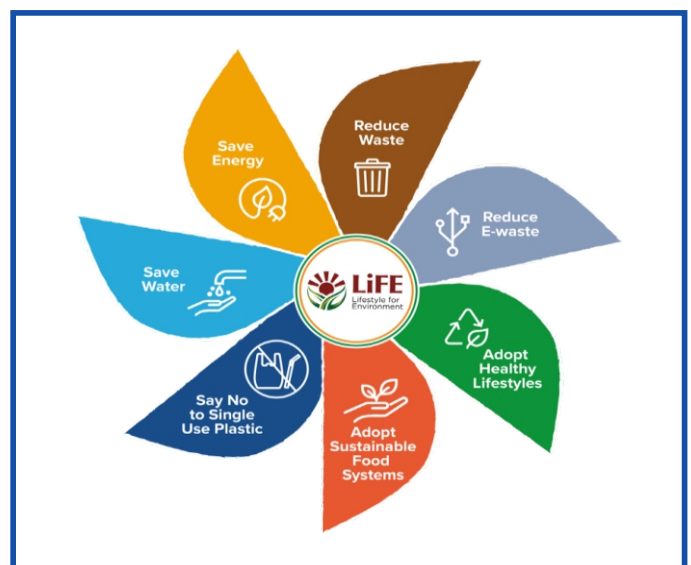 Reduce
Waste
Save
Energy
Reduce
E-waste
Save
Water
LiFE
Lifestyle for
Environment
Adopt
Healthy
Lifestyles
Say No
to Single
Use Plastic
Adopt
Sustainable
Food
Systems